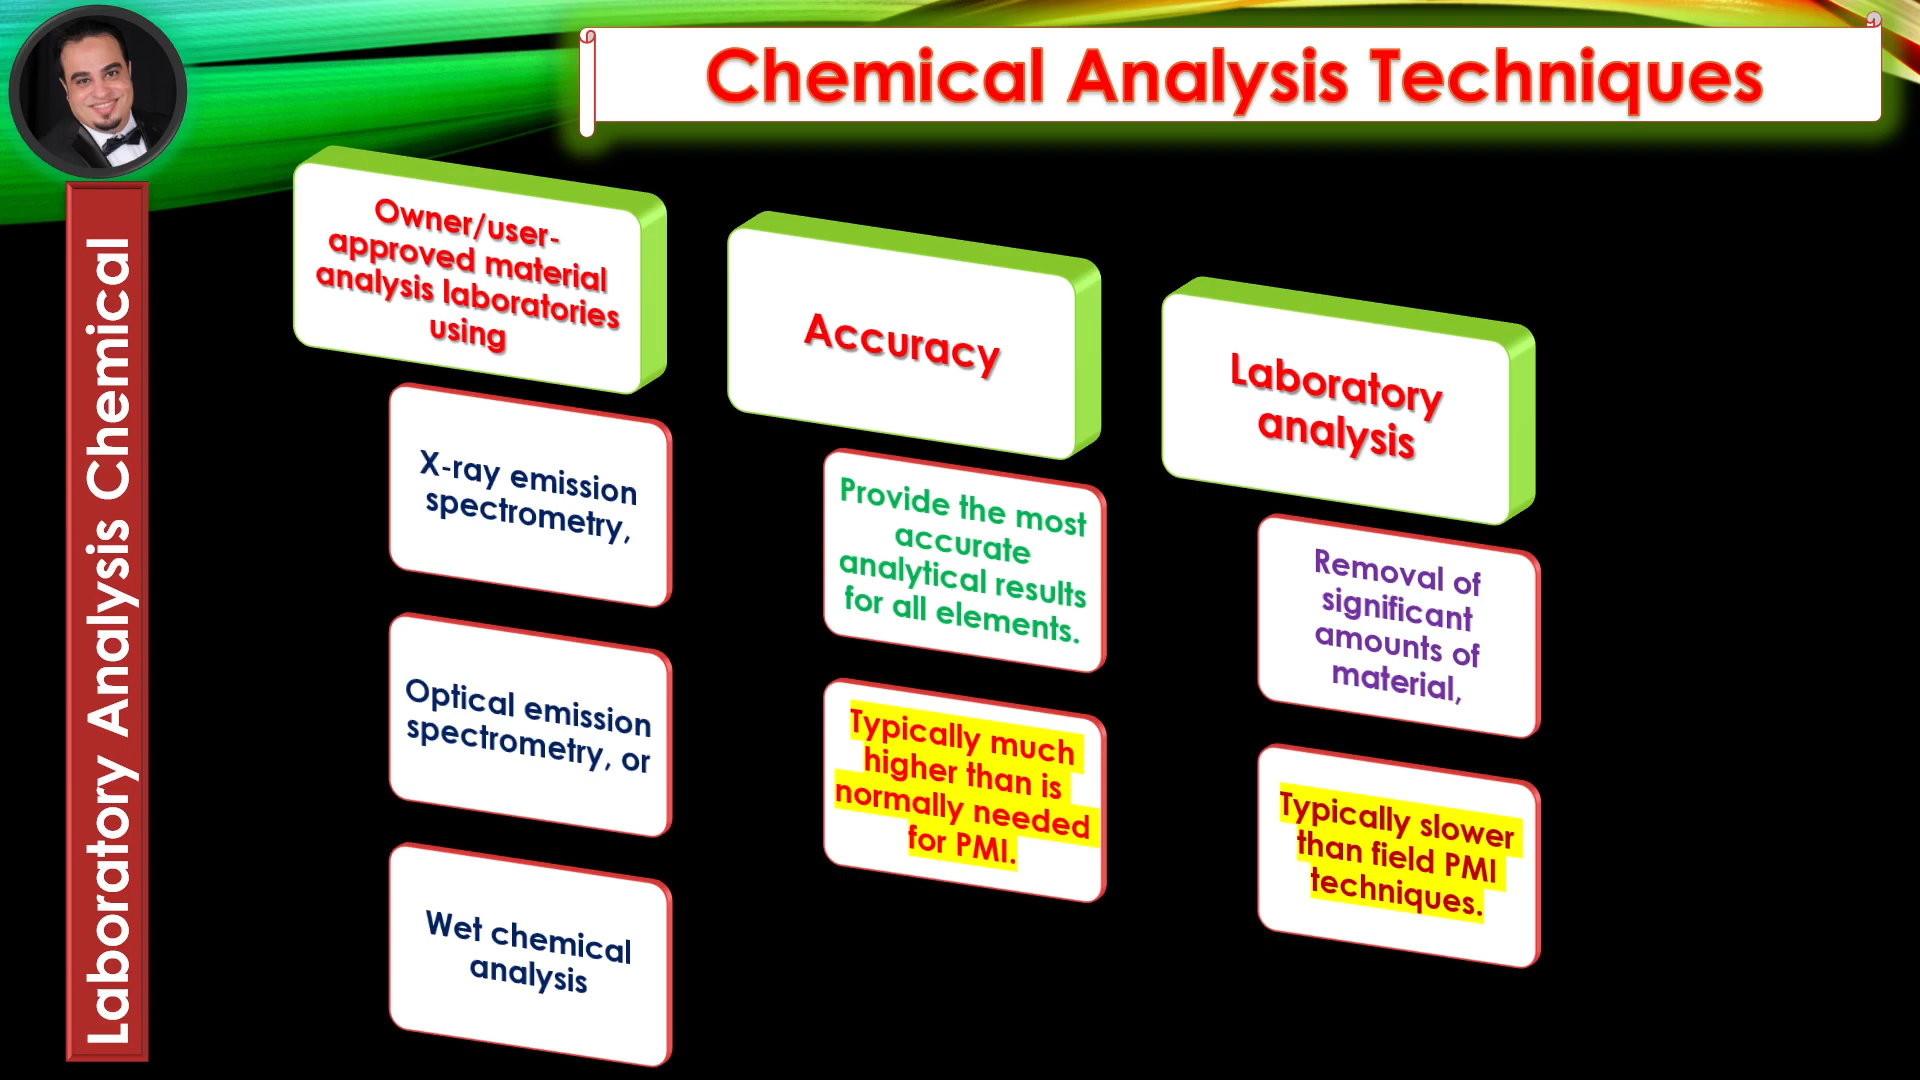 Chemical Analysis Techniques
Laboratory Analysis Chemical
Owner/user-
approved material
analysis laboratories
using
X-ray emission
spectrometry,
Optical emission
spectrometry, or
Wet chemical
analysis
Accuracy
Provide the most
accurate
analytical results
for all elements.
Typically much
higher than is
normally needed
for PMI.
Laboratory
analysis
Removal of
significant
amounts of
material,
Typically slower
than field PMI
techniques.